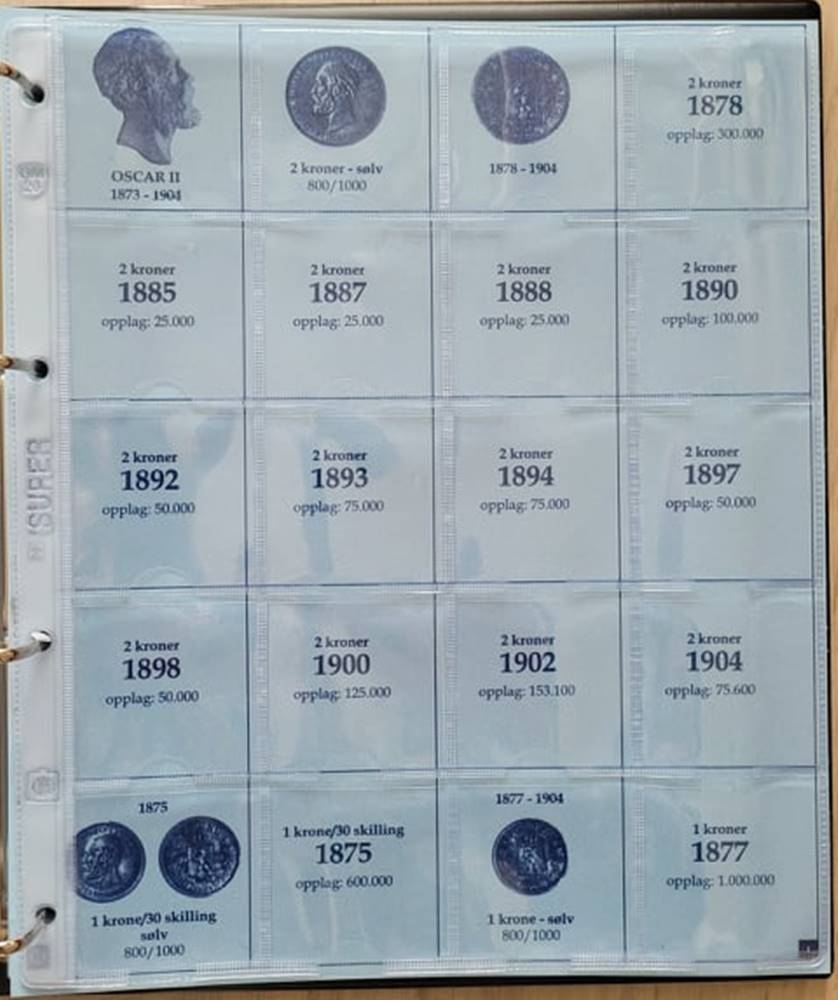 OSCAR II
1873 - 1904
2 kroner - sølv
800/1000
1878 - 1904
2 kroner
1878
opplag: 300.000
2 kroner
1885
opplag: 25.000
2 kroner
1887
opplag: 25.000
2 kroner
1888
opplag: 25.000
2 kroner
1890
opplag: 100.000
2 kroner
1892
opplag: 50.000
2 kroner
1893
opplag: 75.000
2 kroner
1894
opplag: 75.000
2 kroner
1897
opplag: 50.000
2 kroner
1898
opplag: 50.000
2 kroner
1900
opplag: 125.000
2 kroner
1902
opplag: 153.100
2 kroner
1904
opplag: 75.600
1875
1 krone/30 skilling
sølv
800/1000
1 krone/30 skilling
1875
opplag: 600.000
1877 - 1904
1 krone - sølv
800/1000
1 kroner
1877
opplag: 1.000.000